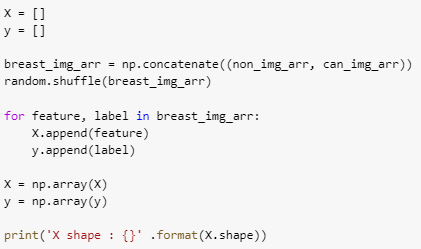 X = []
y = []
breast_img_arr = np.concatenate((non_img_arr, can_img_arr))
random.shuffle(breast_img_arr)
for feature, label in breast_img_arr:
    X.append(feature)
    y.append(label)
X = np.array(X)
y = np.array(y)
print('X shape : {}' .format(X.shape))